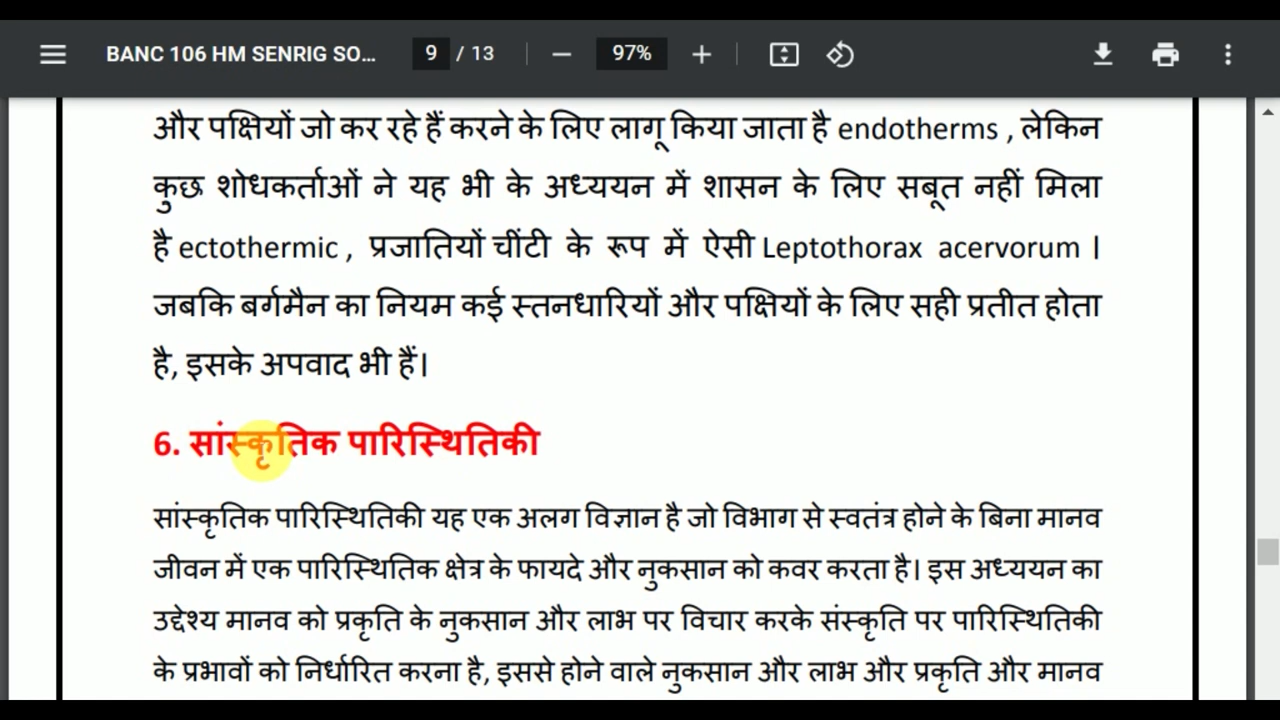 BANC 106 HM SENRIG SO... 9 / 13 97%
और पक्षियों जो कर रहे हैं करने के लिए लागू किया जाता है endotherms , लेकिन
कुछ शोधकर्ताओं ने यह भी के अध्ययन में शासन के लिए सबूत नहीं मिला
है ectothermic , प्रजातियों चींटी के रूप में ऐसी Leptothorax acervorum ।
जबकि बर्गमैन का नियम कई स्तनधारियों और पक्षियों के लिए सही प्रतीत होता
है, इसके अपवाद भी हैं।
6. सांस्कृतिक पारिस्थितिकी
सांस्कृतिक पारिस्थितिकी यह एक अलग विज्ञान है जो विभाग से स्वतंत्र होने के बिना मानव
जीवन में एक पारिस्थितिक क्षेत्र के फायदे और नुकसान को कवर करता है। इस अध्ययन का
उद्देश्य मानव को प्रकृति के नुकसान और लाभ पर विचार करके संस्कृति पर पारिस्थितिकी
के प्रभावों को निर्धारित करना है, इससे होने वाले नुकसान और लाभ और प्रकृति और मानव